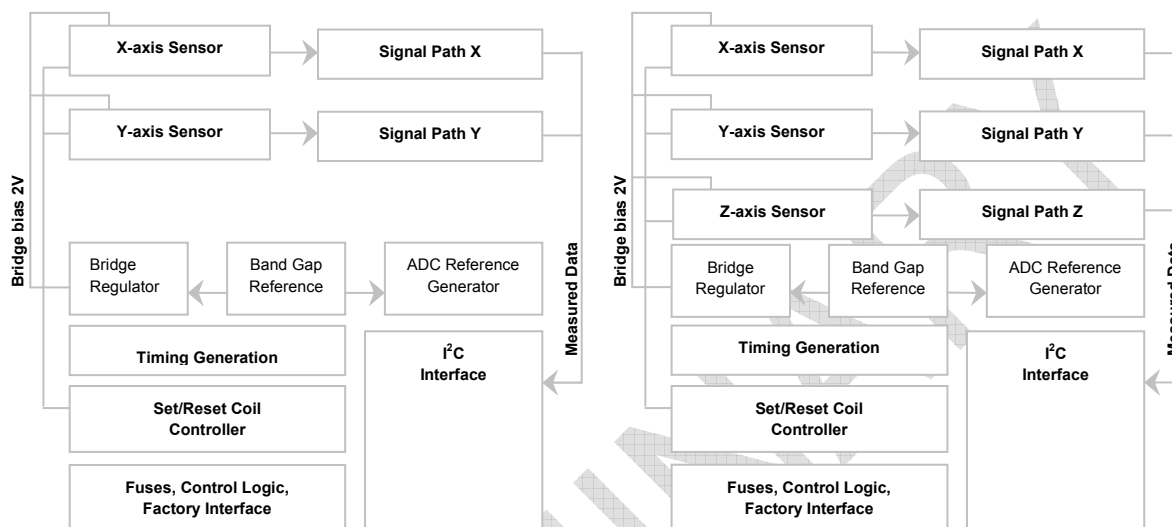 X-axis Sensor
Signal Path X
Y-axis Sensor
Signal Path Y
Bridge bias 2V
Bridge
Regulator
Band Gap
Reference
ADC Reference
Generator
Measured Data
Timing Generation
I²C
Interface
Set/Reset Coil
Controller
Fuses, Control Logic,
Factory Interface
X-axis Sensor
Signal Path X
Y-axis Sensor
Signal Path Y
Z-axis Sensor
Signal Path Z
Bridge bias 2V
Bridge
Regulator
Band Gap
Reference
ADC Reference
Generator
Measured Data
Timing Generation
I²C
Interface
Set/Reset Coil
Controller
Fuses, Control Logic,
Factory Interface